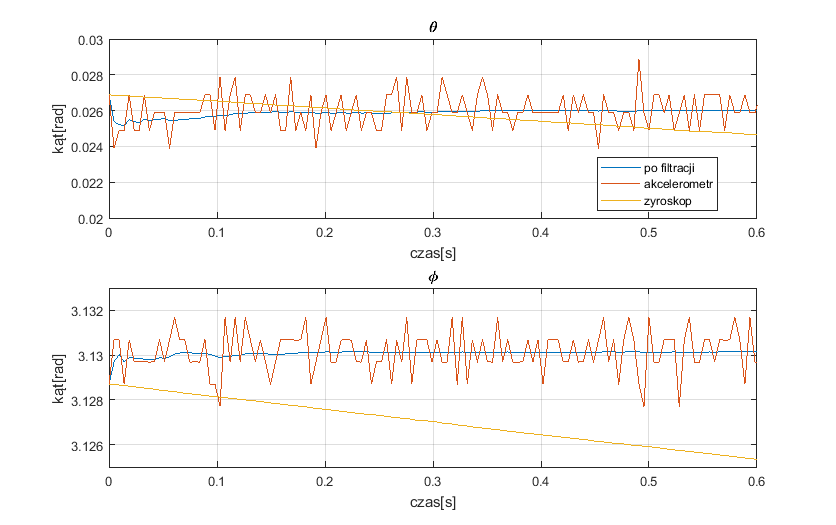 θ
0.03
0.028
0.026
0.024
0.022
0.02
kąt[rad]
po filtracji
akcelerometr
zyroskop
0 0.1 0.2 0.3 0.4 0.5 0.6
czas[s]
ϕ
3.132
3.13
3.128
3.126
kąt[rad]
0 0.1 0.2 0.3 0.4 0.5 0.6
czas[s]